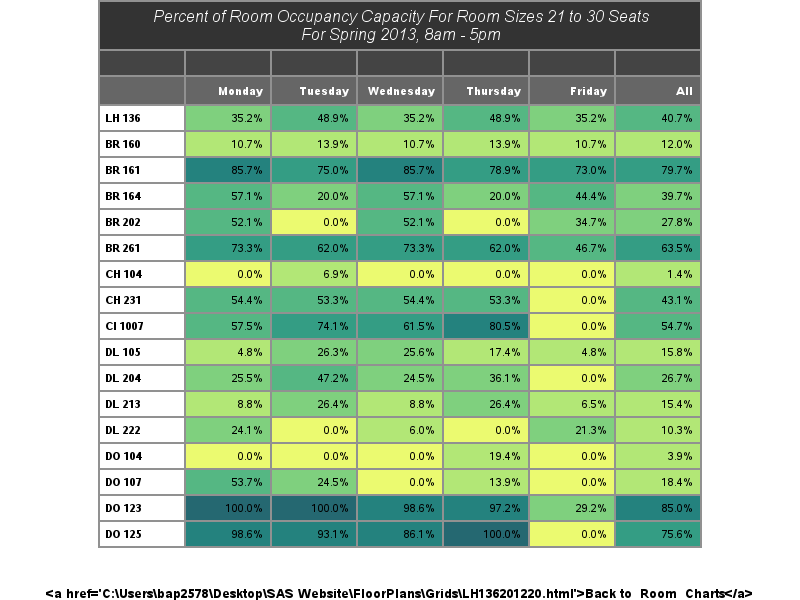 Percent of Room Occupancy Capacity For Room Sizes 21 to 30 Seats
For Spring 2013, 8am - 5pm
Monday Tuesday Wednesday Thursday Friday All
LH 136 35.2% 48.9% 35.2% 48.9% 35.2% 40.7%
BR 160 10.7% 13.9% 10.7% 13.9% 10.7% 12.0%
BR 161 85.7% 75.0% 85.7% 78.9% 73.0% 79.7%
BR 164 57.1% 20.0% 57.1% 20.0% 44.4% 39.7%
BR 202 52.1% 0.0% 52.1% 0.0% 34.7% 27.8%
BR 261 73.3% 62.0% 73.3% 62.0% 46.7% 63.5%
CH 104 0.0% 6.9% 0.0% 0.0% 0.0% 1.4%
CH 231 54.4% 53.3% 54.4% 53.3% 0.0% 43.1%
CI 1007 57.5% 74.1% 61.5% 80.5% 0.0% 54.7%
DL 105 4.8% 26.3% 25.6% 17.4% 4.8% 15.8%
DL 204 25.5% 47.2% 24.5% 36.1% 0.0% 26.7%
DL 213 8.8% 26.4% 8.8% 26.4% 6.5% 15.4%
DL 222 24.1% 0.0% 6.0% 0.0% 21.3% 10.3%
DO 104 0.0% 0.0% 0.0% 19.4% 0.0% 3.9%
DO 107 53.7% 24.5% 0.0% 13.9% 0.0% 18.4%
DO 123 100.0% 100.0% 98.6% 97.2% 29.2% 85.0%
DO 125 98.6% 93.1% 86.1% 100.0% 0.0% 75.6%
<a href='C:\Users\bap2578\Desktop\SAS Website\FloorPlans\Grids\LH136201220.html'>Back to Room Charts</a>